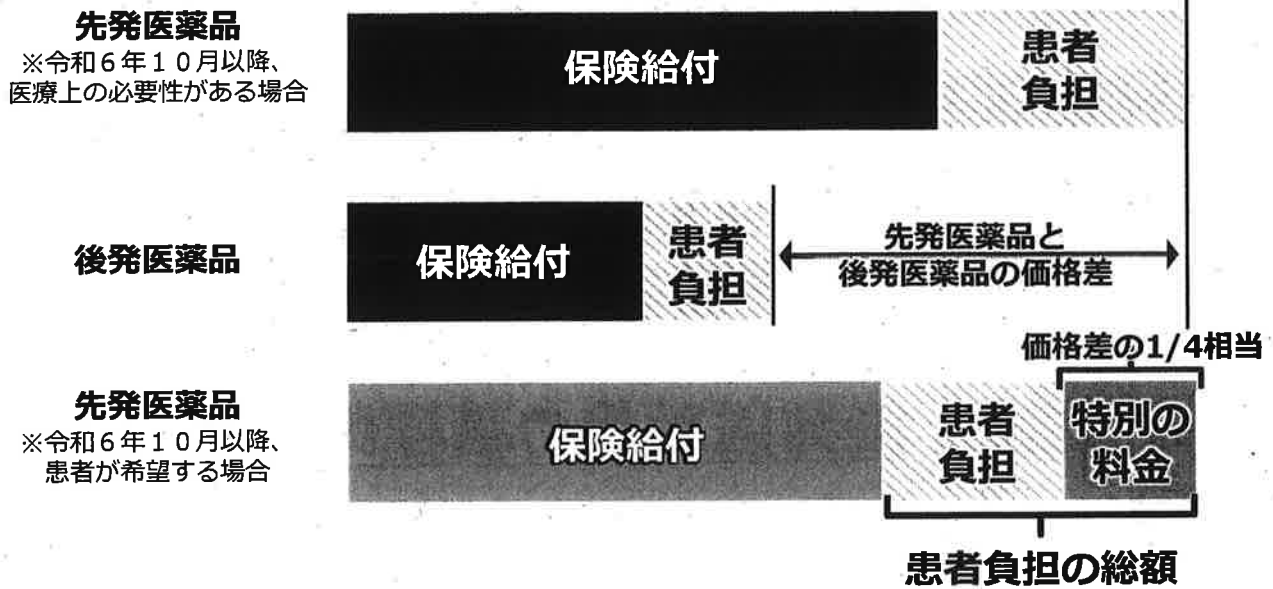 先発医薬品
※令和6年10月以降、
医療上の必要性がある場合
保険給付
患者
負担
後発医薬品
保険給付
患者
負担
先発医薬品と
後発医薬品の価格差
価格差の1/4相当
先発医薬品
※令和6年10月以降、
患者が希望する場合
保険給付
患者
負担
特別の
料金
患者負担の総額